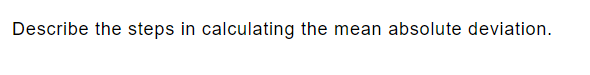 Describe the steps in calculating the mean absolute deviation.